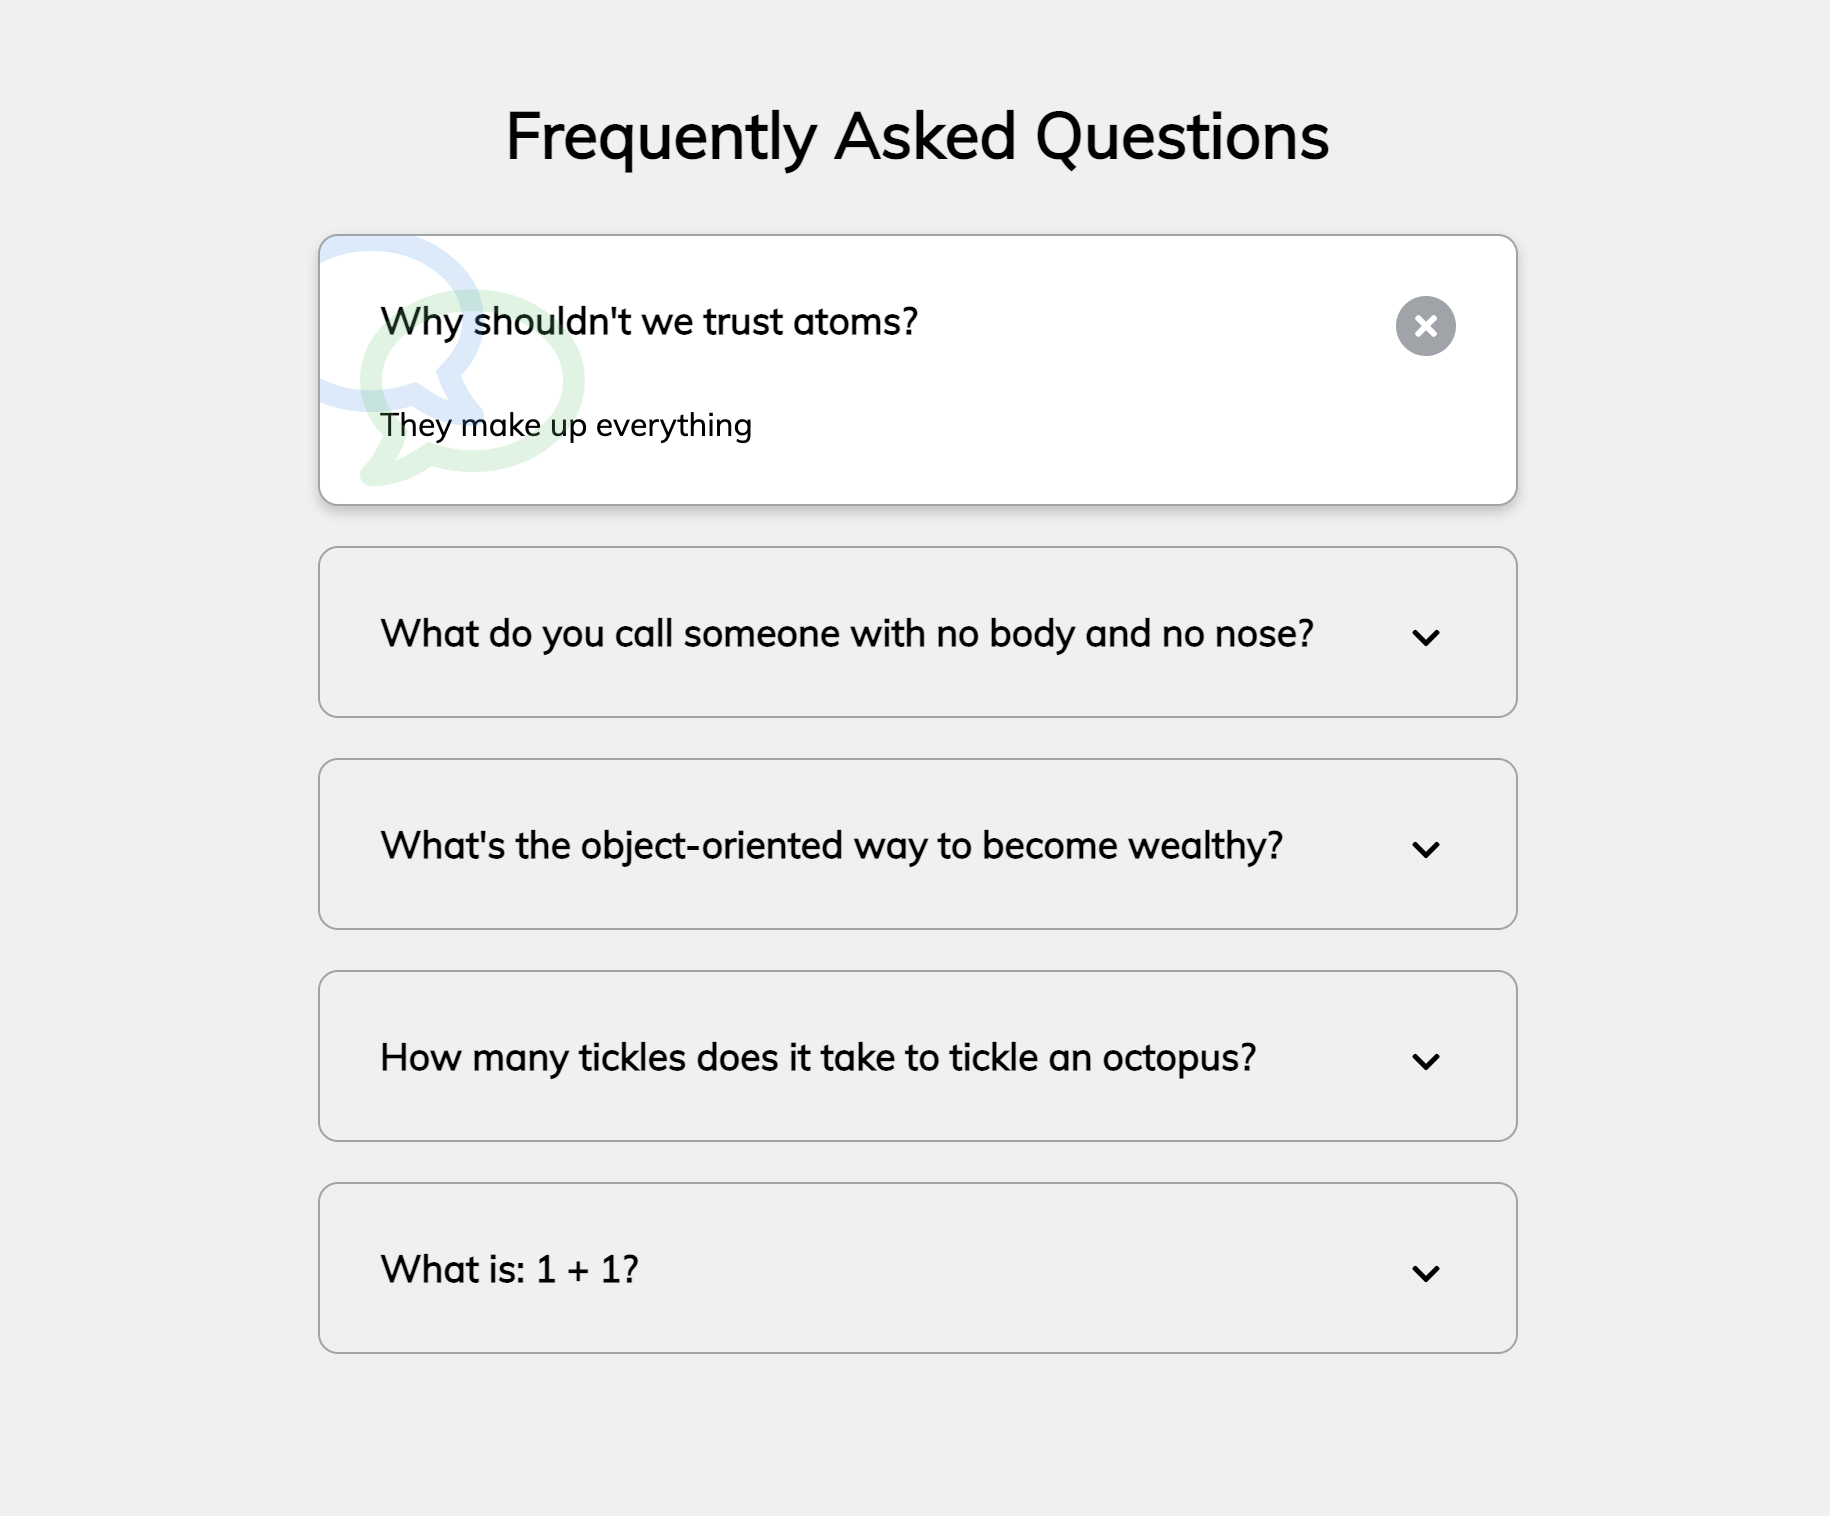 Frequently Asked Questions
Why shouldn't we trust atoms?
They make up everything
What do you call someone with no body and no nose?
What's the object-oriented way to become wealthy?
How many tickles does it take to tickle an octopus?
What is: 1 + 1?